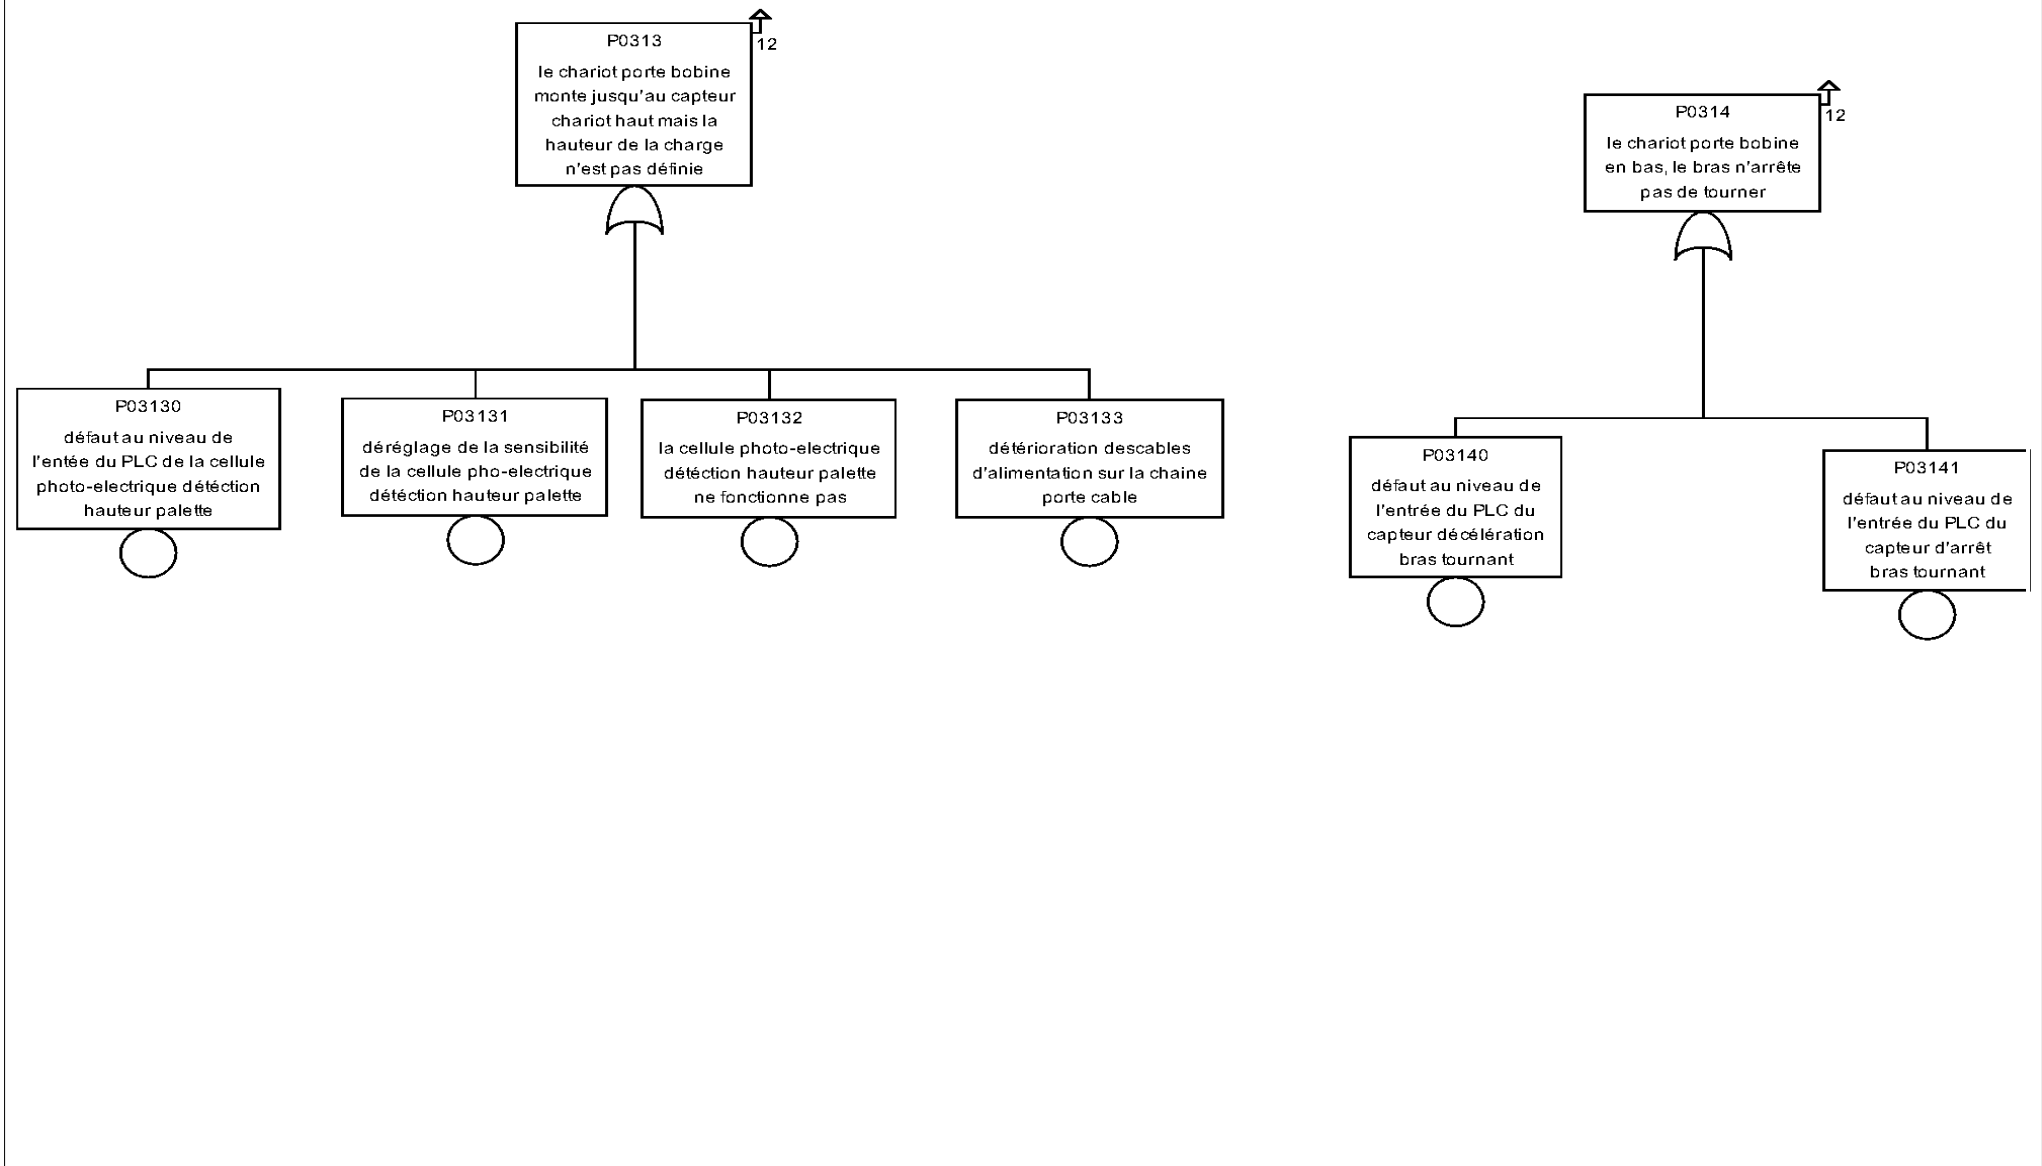 P0313
le chariot porte bobine
monte jusqu'au capteur
chariot haut mais la
hauteur de la charge
n'est pas définie
12
P0314
le chariot porte bobine
en bas, le bras n'arrête
pas de tourner
12
P03130
défaut au niveau de
l'entée du PLC de la cellule
photo-electrique détéction
hauteur palette
P03131
déréglage de la sensibilité
de la cellule pho-electrique
détéction hauteur palette
P03132
la cellule photo-electrique
détéction hauteur palette
ne fonctionne pas
P03133
détérioration descables
d'alimentation sur la chaine
porte cable
P03140
défaut au niveau de
l'entrée du PLC du
capteur décélération
bras tournant
P03141
défaut au niveau de
l'entrée du PLC du
capteur d'arrêt
bras tournant